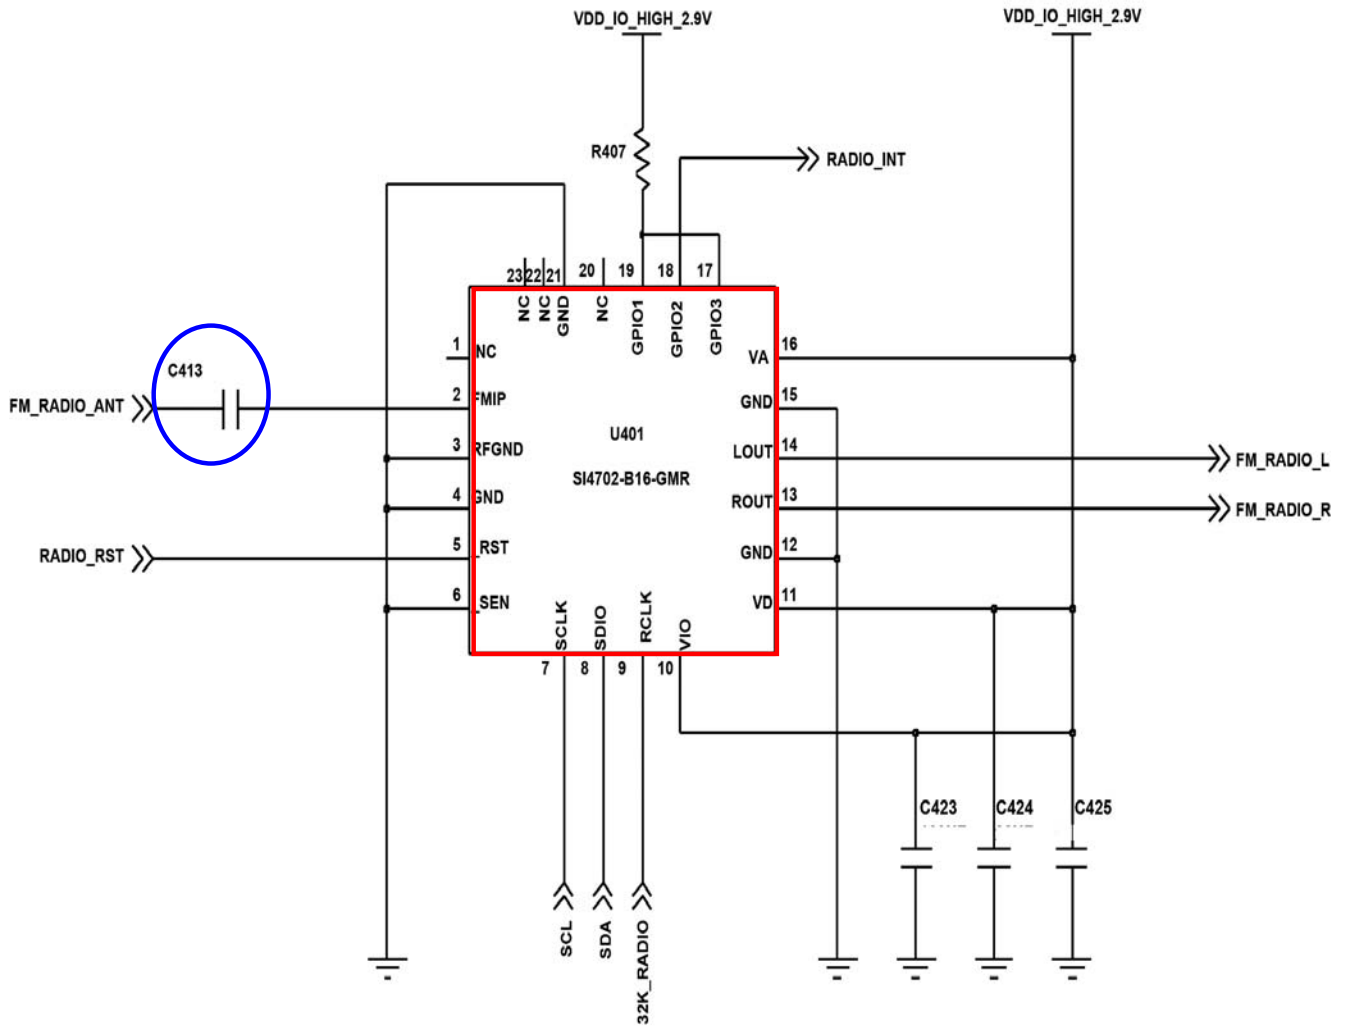 VDD_IO_HIGH_2.9V
VDD_IO_HIGH_2.9V
R407
RADIO_INT
23
22
21
20
19
18
17
NC
NC
GND
NC
GPIO1
GPIO2
GPIO3
C413
FM_RADIO_ANT
RADIO_RST
1
NC
2
FMIP
3
RFGND
4
GND
5
_RST
6
_SEN
U401
SI4702-B16-GMR
VA
16
GND
15
LOUT
14
ROUT
13
GND
12
VD
11
FM_RADIO_L
FM_RADIO_R
SCLK
SDIO
RCLK
VIO
7
8
9
10
C423
C424
C425
SCL
SDA
32K_RADIO